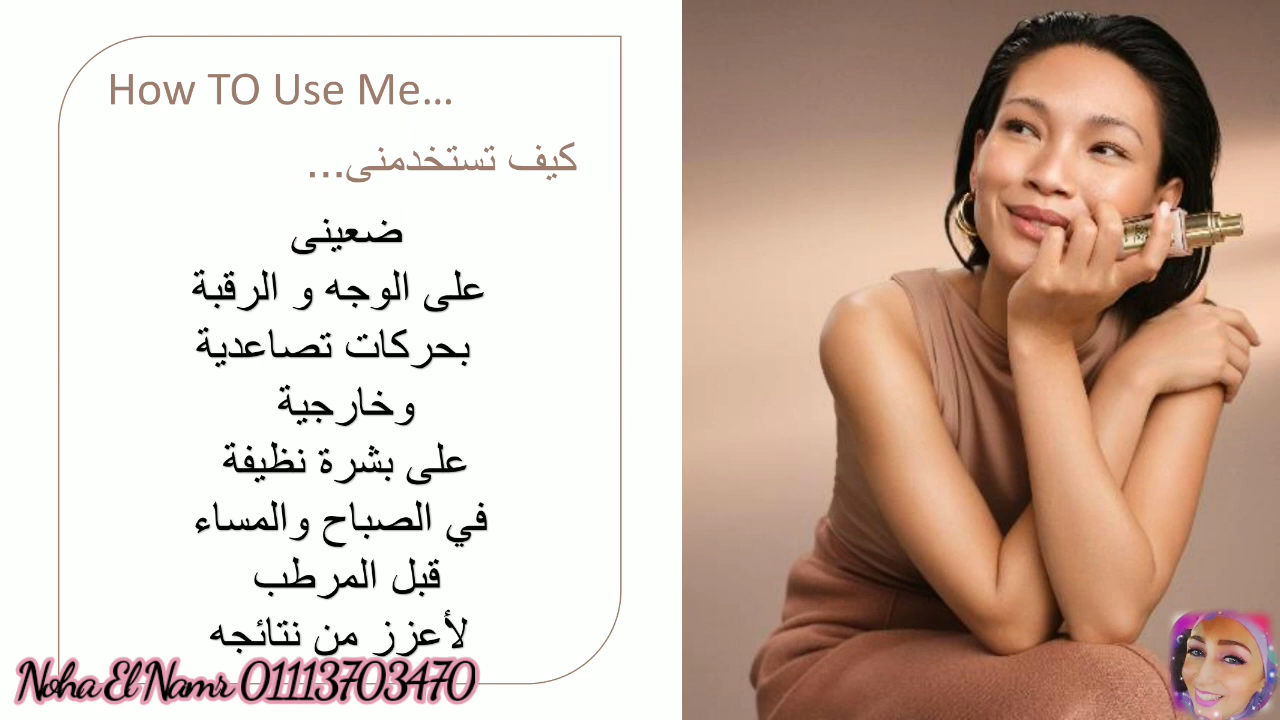 How TO Use Me...
كيف تستخدمنى...
ضعينى
على الوجه و الرقبة
بحركات تصاعدية
وخارجية
على بشرة نظيفة
في الصباح والمساء
قبل المرطب
لأعزز من نتائجه
Noha El Namr 01113703470